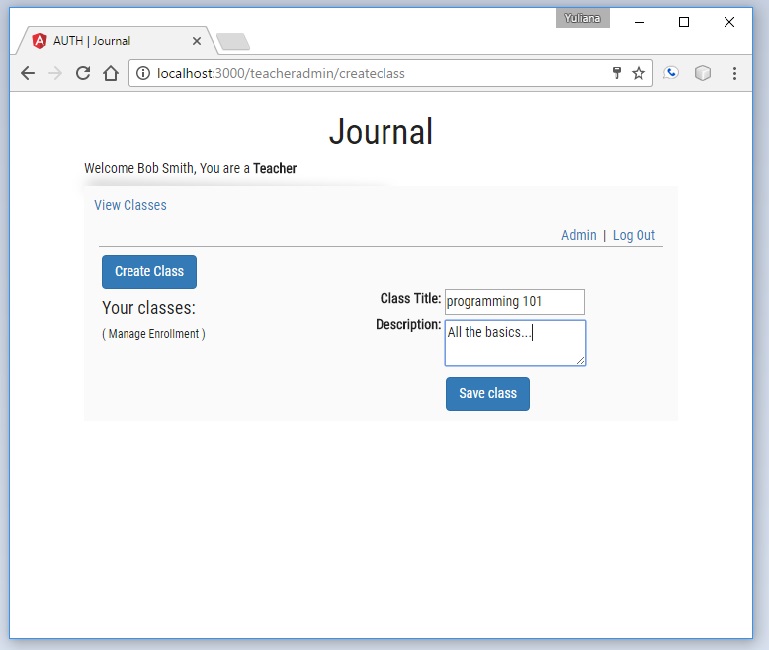 Yuliana
AUTH | Journal
localhost:3000/teacheradmin/createclass
Journal
Welcome Bob Smith, You are a Teacher
View Classes
Admin | Log Out
Create Class
Your classes:
( Manage Enrollment )
Class Title: programming 101
Description: All the basics...
Save class